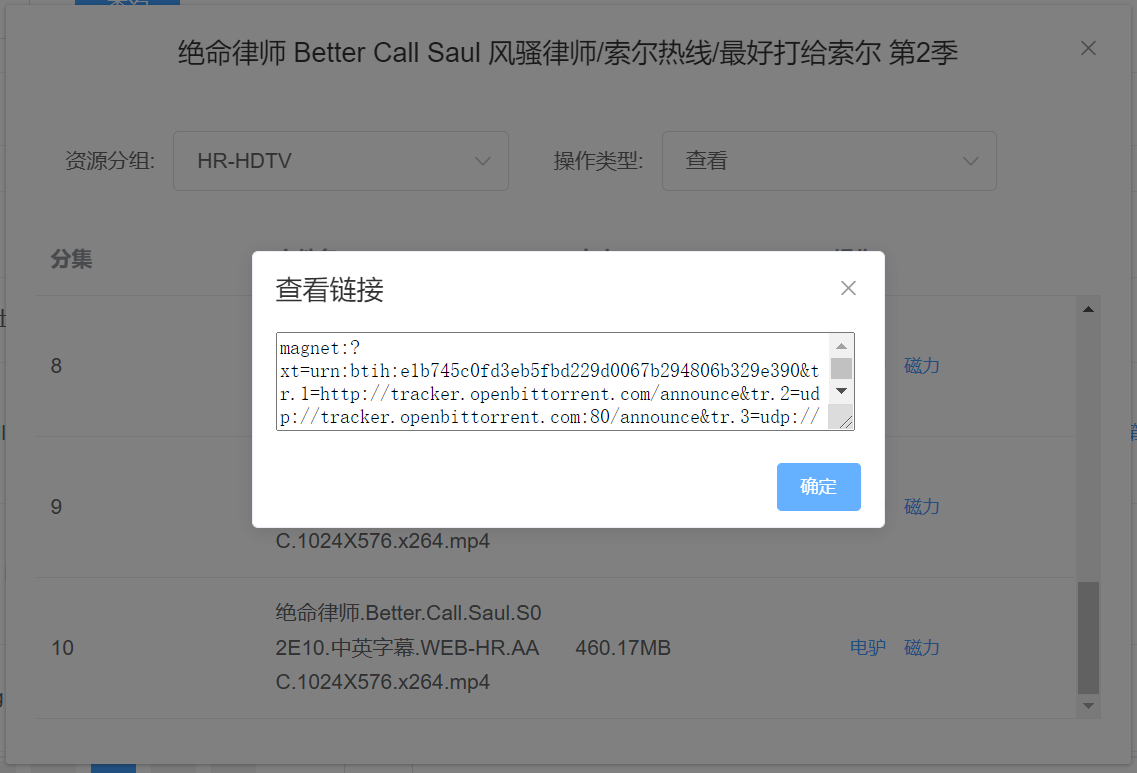 绝命律师 Better Call Saul 风骚律师/索尔热线/最好打给索尔 第2季
资源分组: HR-HDTV 操作类型: 查看
分集
查看链接
magnet:?
xt=urn:btih:e1b745c0fd3eb5fbd229d0067b294806b329e390&t
r.1=http://tracker.openbittorrent.com/announce&tr.2=ud
p://tracker.openbittorrent.com:80/announce&tr.3=udp://
确定
8 磁力
9 磁力
C.1024X576.x264.mp4
绝命律师.Better.Call.Saul.S0
10 2E10.中英字幕.WEB-HR.AA 460.17MB 电驴 磁力
C.1024X576.x264.mp4